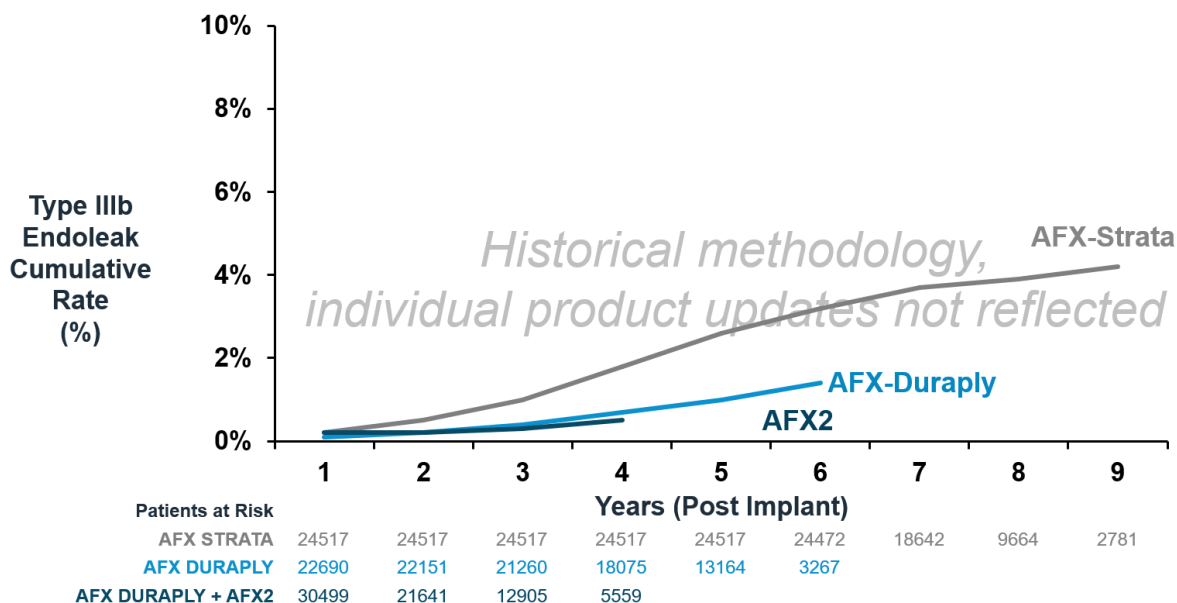 10%
8%
6%
4%
2%
0%
Type IIIb
Endoleak
Cumulative
Rate
(%)
Historical methodology,
individual product updates not reflected
AFX-Strata
AFX-Duraply
AFX2
1 2 3 4 5 6 7 8 9
Years (Post Implant)
Patients at Risk
AFX STRATA 24517 24517 24517 24517 24517 24472 18642 9664 2781
AFX DURAPLY 22690 22151 21260 18075 13164 3267
AFX DURAPLY + AFX2 30499 21641 12905 5559